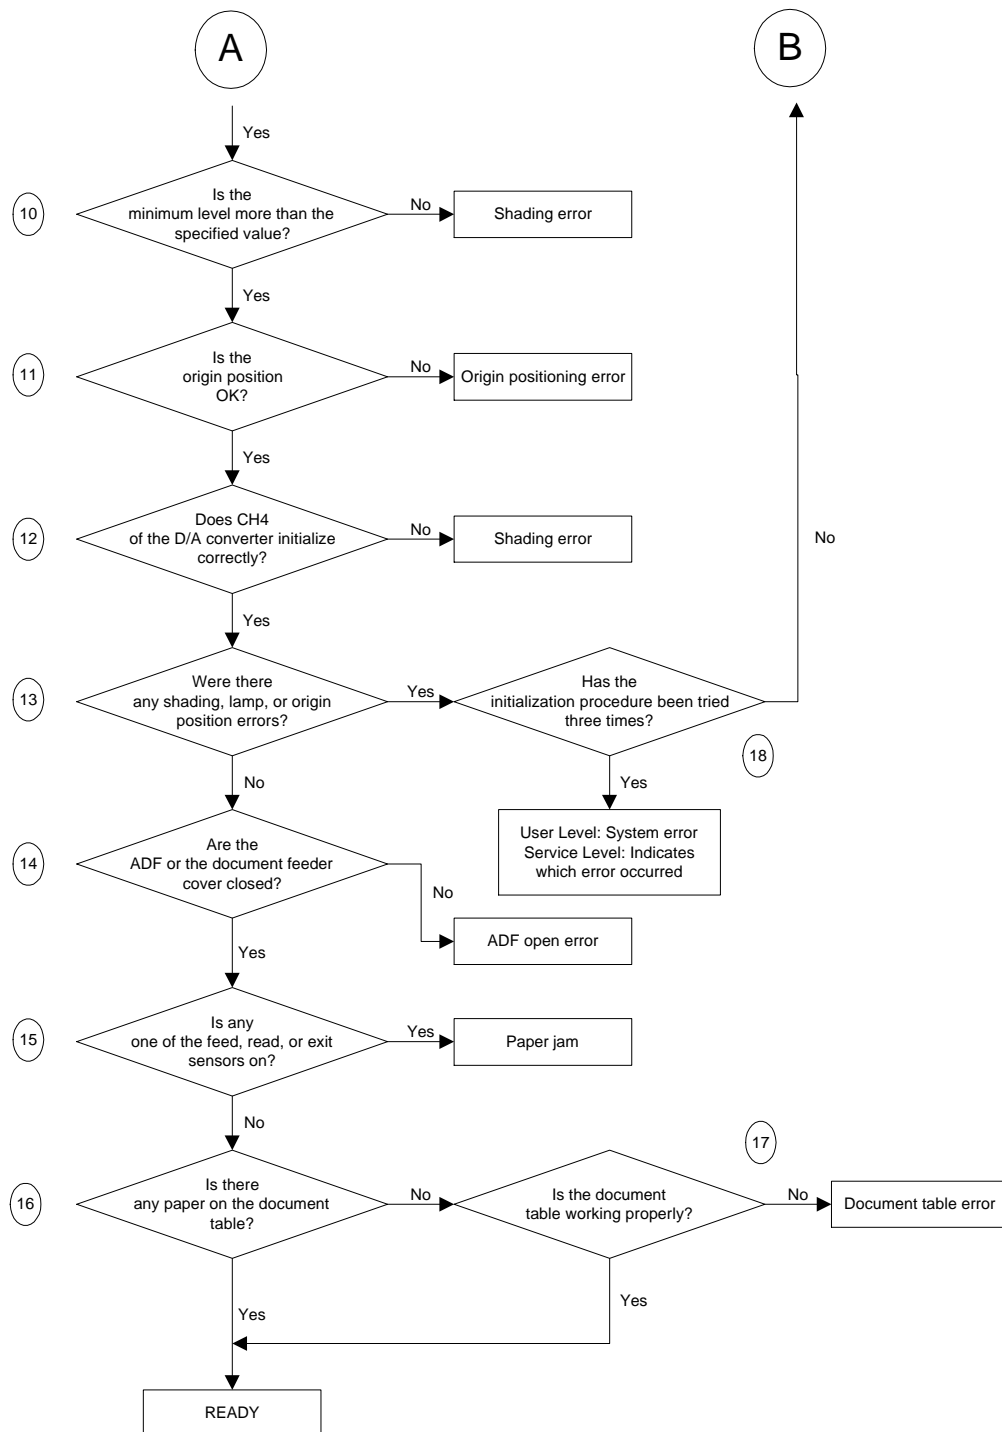 A
B
Yes
10
Is the
minimum level more than the
specified value?
No
Shading error
Yes
11
Is the
origin position
OK?
No
Origin positioning error
Yes
12
Does CH4
of the D/A converter initialize
correctly?
No
Shading error
No
Yes
13
Were there
any shading, lamp, or origin
position errors?
Yes
Has the
initialization procedure been tried
three times?
18
No
Yes
14
Are the
ADF or the document feeder
cover closed?
User Level: System error
Service Level: Indicates
which error occurred
No
ADF open error
Yes
15
Is any
one of the feed, read, or exit
sensors on?
Yes
Paper jam
No
17
16
Is there
any paper on the document
table?
No
Is the document
table working properly?
No
Document table error
Yes
Yes
READY